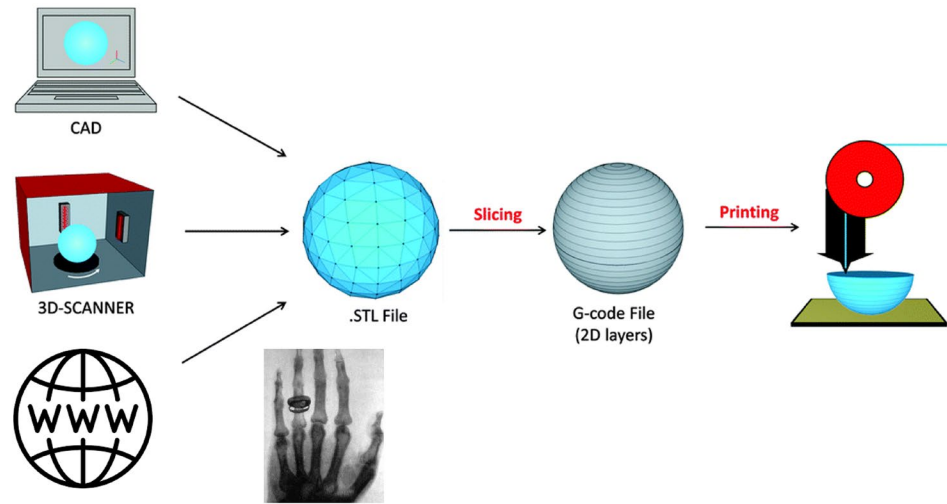 CAD
3D-SCANNER
WWW
.STL File
Slicing
G-code File
(2D layers)
Printing